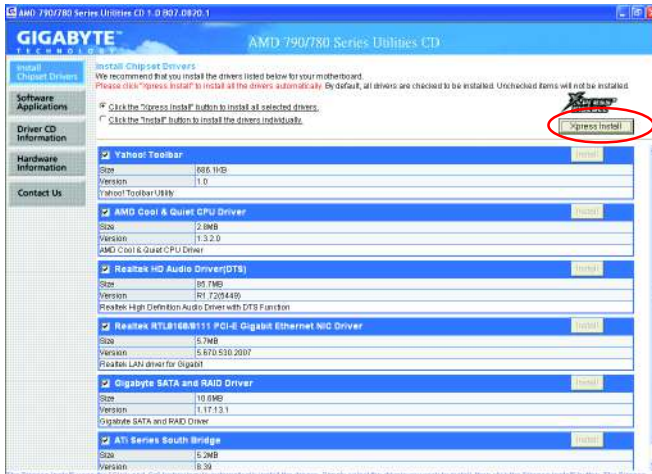 AMD 790/780 Series Utilities CD 1.0 B07.0820.1
GIGABYTE
TECHNOLOGY
AMD 790/780 Series Utilities CD
Install
Chipset Drivers
Software
Applications
Driver CD
Information
Hardware
Information
Contact Us
Install Chipset Drivers
We recommend that you install the drivers listed below for your motherboard.
Please click "Xpress Install" to install all the drivers automatically. By default, all drivers are checked to be installed. Unchecked items will not be installed.
Click the "Xpress Install" button to install all selected drivers.
Click the "Install" button to install the drivers individually.
Xpress Install
Yahoo! Toolbar
Install
Size 686.1KB
Version 1.0
Yahoo! Toolbar Utility
AMD Cool & Quiet CPU Driver
Install
Size 2.8MB
Version 1.3.2.0
AMD Cool & Quiet CPU Driver
Realtek HD Audio Driver(DTS)
Install
Size 85.7MB
Version R1.72(5449)
Realtek High Definition Audio Driver with DTS Function
Realtek RTL8168/8111 PCI-E Gigabit Ethernet NIC Driver
Install
Size 5.7MB
Version 5.670.530.2007
Realtek LAN driver for Gigabit
Gigabyte SATA and RAID Driver
Install
Size 10.6MB
Version 1.17.13.1
Gigabyte SATA and RAID Driver
ATi Series South Bridge
Install
Size 5.2MB
Version 8.39